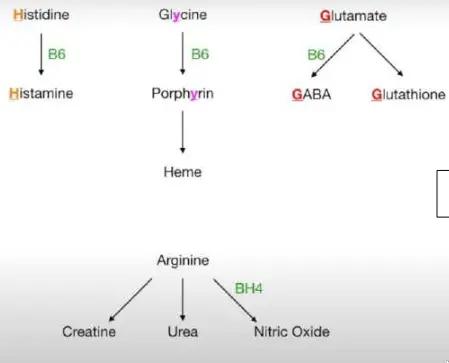 Histidine Glycine Glutamate
B6 B6 B6
Histamine Porphyrin GABA Glutathione
Heme
Arginine
BH4
Creatine Urea Nitric Oxide